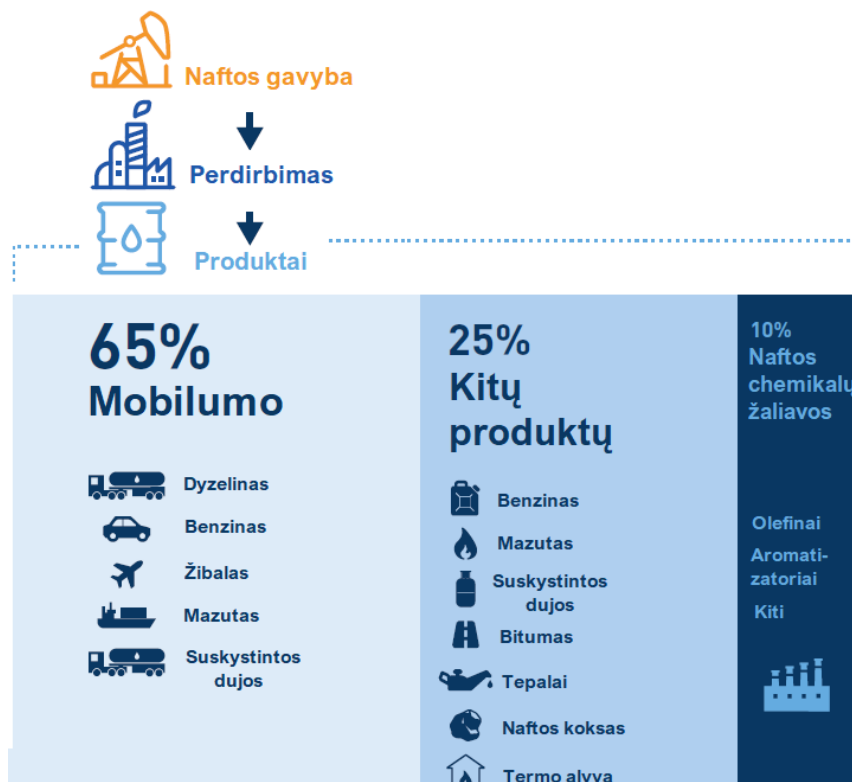 Naftos gavyba
Perdirbimas
Produktai
65%
Mobilumo
Dyzelinas
Benzinas
Žibalas
Mazutas
Suskystintos
dujos
25%
Kitų
produktų
Benzinas
Mazutas
Suskystintos
dujos
Bitumas
Tepalai
Naftos koksas
Termo alyva
10%
Naftos
chemikalų
žaliavos
Olefinai
Aromati-
zatoriai
Kiti